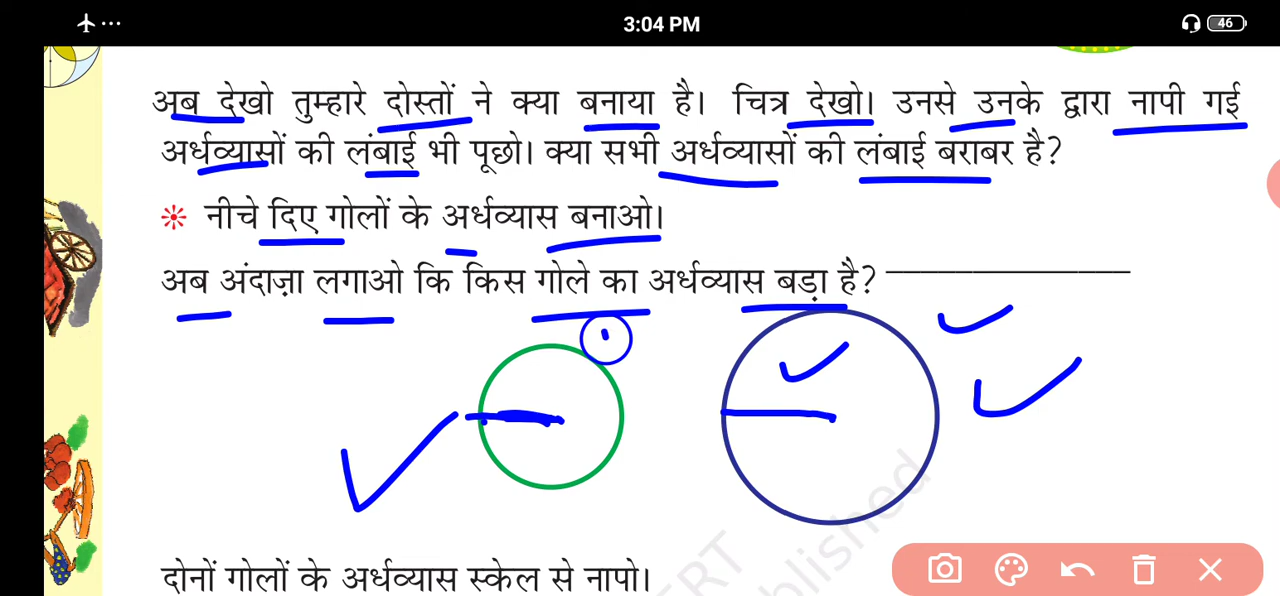 3:04 PM
46
अब देखो तुम्हारे दोस्तों ने क्या बनाया है। चित्र देखो। उनसे उनके द्वारा नापी गई
अर्धव्यासों की लंबाई भी पूछो। क्या सभी अर्धव्यासों की लंबाई बराबर है?
नीचे दिए गोलों के अर्धव्यास बनाओ।
अब अंदाज़ा लगाओ कि किस गोले का अर्धव्यास बड़ा है?
दोनों गोलों के अर्धव्यास स्केल से नापो।